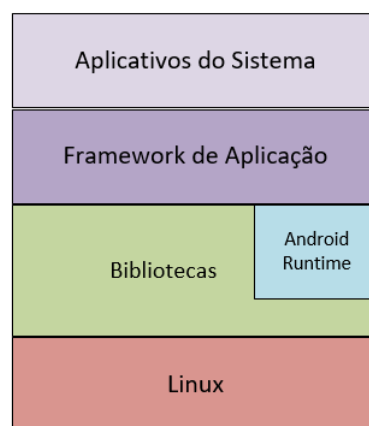 Aplicativos do Sistema
Framework de Aplicação
Bibliotecas
Android
Runtime
Linux